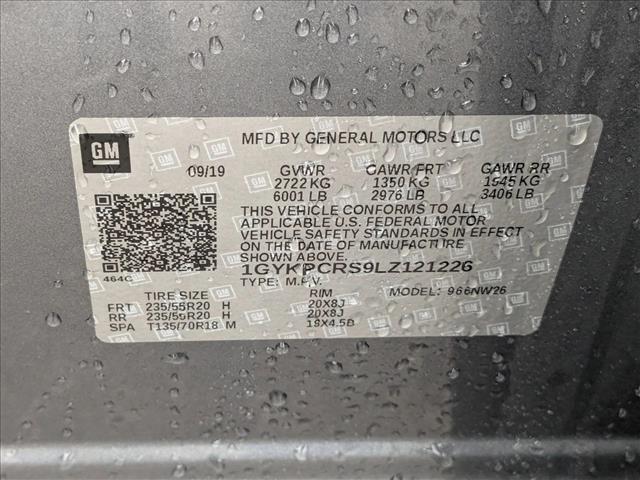 GM
MFD BY GENERAL MOTORS LLC
09/19 GVWR GAWR FRT GAWR RR
2722 KG 1350 KG 1545 KG
6001 LB 2976 LB 3406 LB
THIS VEHICLE CONFORMS TO ALL
APPLICABLE U.S. FEDERAL MOTOR
VEHICLE SAFETY STANDARDS IN EFFECT
ON THE DATE OF MANUFACTURE
SHOWN ABOVE.
464C 1GYKPCRS9LZ121226
TYPE: M.P.V. MODEL: 966NW26
TIRE SIZE RIM
FRT 235/55R20 H 20X8J
RR 235/55R20 H 20X8J
SPA T135/70R18 M 18X4.5B